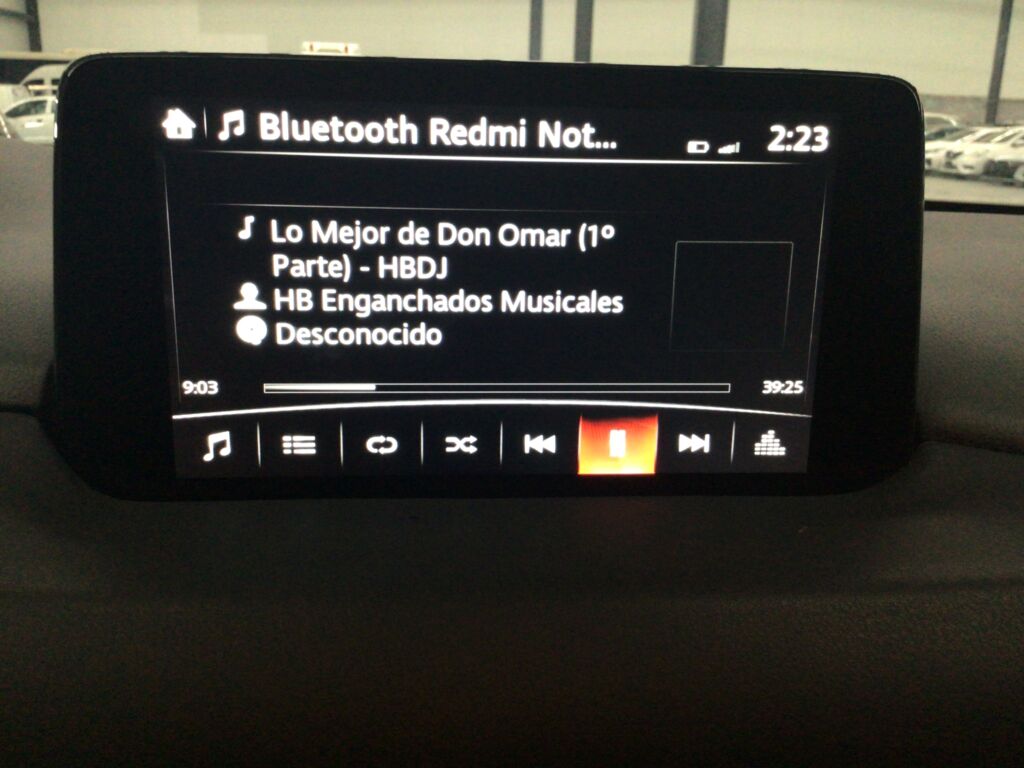 Bluetooth Redmi Not...
2:23
Lo Mejor de Don Omar (1º
Parte) - HBDJ
HB Enganchados Musicales
Desconocido
9:03
39:25